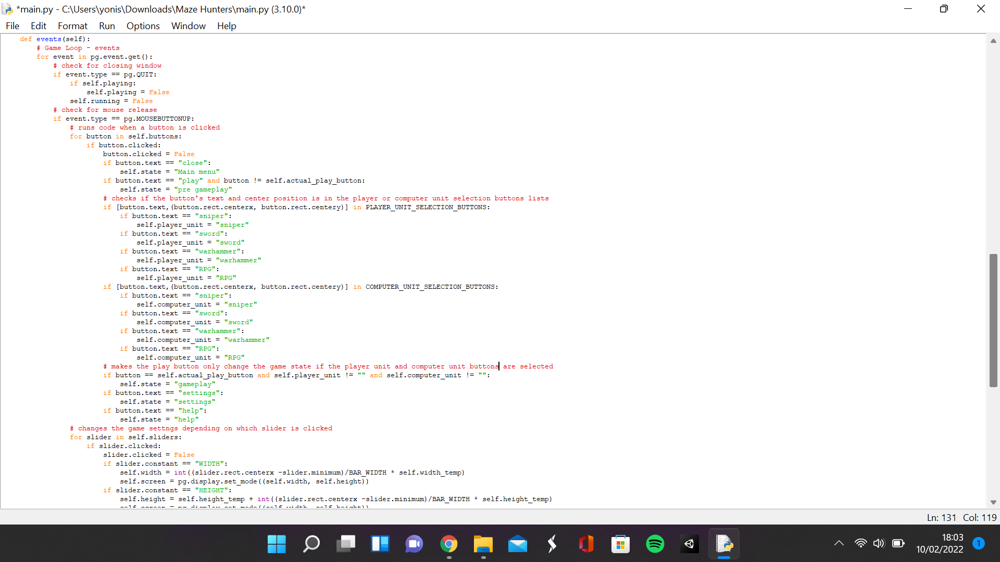 *main.py - C:\Users\yonis\Downloads\Maze Hunters\main.py (3.10.0)*
File Edit Format Run Options Window Help
    def events(self):
        # Game Loop - events
        for event in pg.event.get():
            # check for closing window
            if event.type == pg.QUIT:
                if self.playing:
                    self.playing = False
                self.running = False
            # check for mouse release
            if event.type == pg.MOUSEBUTTONUP:
                # runs code when a button is clicked
                for button in self.buttons:
                    if button.clicked:
                        button.clicked = False
                        if button.text == "close":
                            self.state = "Main menu"
                        if button.text == "play" and button != self.actual_play_button:
                            self.state = "pre gameplay"
                        # checks if the button's text and center position is in the player or computer unit selection buttons lists
                        if [button.text,(button.rect.centerx, button.rect.centery)] in PLAYER_UNIT_SELECTION_BUTTONS:
                            if button.text == "sniper":
                                self.player_unit = "sniper"
                            if button.text == "sword":
                                self.player_unit = "sword"
                            if button.text == "warhammer":
                                self.player_unit = "warhammer"
                            if button.text == "RPG":
                                self.player_unit = "RPG"
                        if [button.text,(button.rect.centerx, button.rect.centery)] in COMPUTER_UNIT_SELECTION_BUTTONS:
                            if button.text == "sniper":
                                self.computer_unit = "sniper"
                            if button.text == "sword":
                                self.computer_unit = "sword"
                            if button.text == "warhammer":
                                self.computer_unit = "warhammer"
                            if button.text == "RPG":
                                self.computer_unit = "RPG"
                        # makes the play button only change the game state if the player unit and computer unit buttons are selected
                        if button == self.actual_play_button and self.player_unit != "" and self.computer_unit != "":
                            self.state = "gameplay"
                        if button.text == "settings":
                            self.state = "settings"
                        if button.text == "help":
                            self.state = "help"
                # changes the game settngs depending on which slider is clicked
                for slider in self.sliders:
                    if slider.clicked:
                        slider.clicked = False
                        if slider.constant == "WIDTH":
                            self.width = int((slider.rect.centerx -slider.minimum)/BAR_WIDTH * self.width_temp)
                            self.screen = pg.display.set_mode((self.width, self.height))
                        if slider.constant == "HEIGHT":
                            self.height = self.height_temp + int((slider.rect.centerx -slider.minimum)/BAR_WIDTH * self.height_temp)
                            self.screen = pg.display.set_mode((self.width, self.height))
Ln: 131 Col: 119
18:03
10/02/2022
1